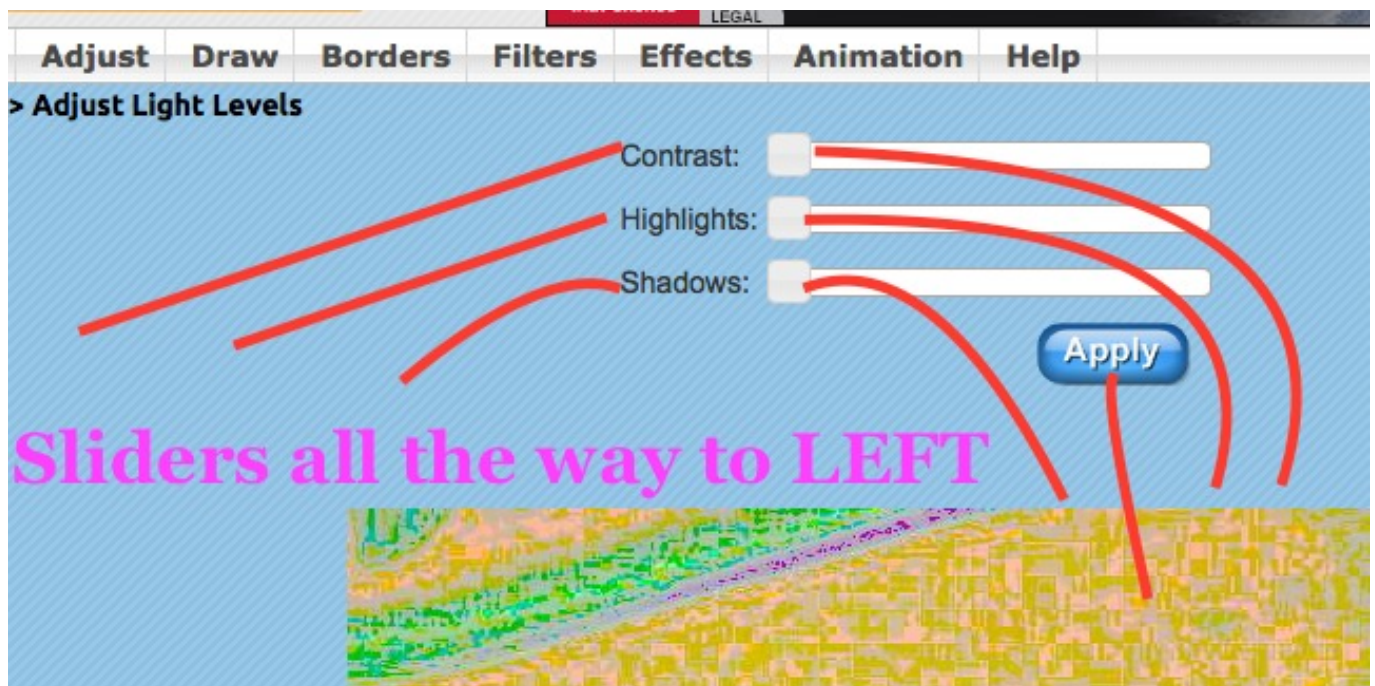 LEGAL
Adjust Draw Borders Filters Effects Animation Help
> Adjust Light Levels
Contrast:
Highlights:
Shadows:
Apply
Sliders all the way to LEFT